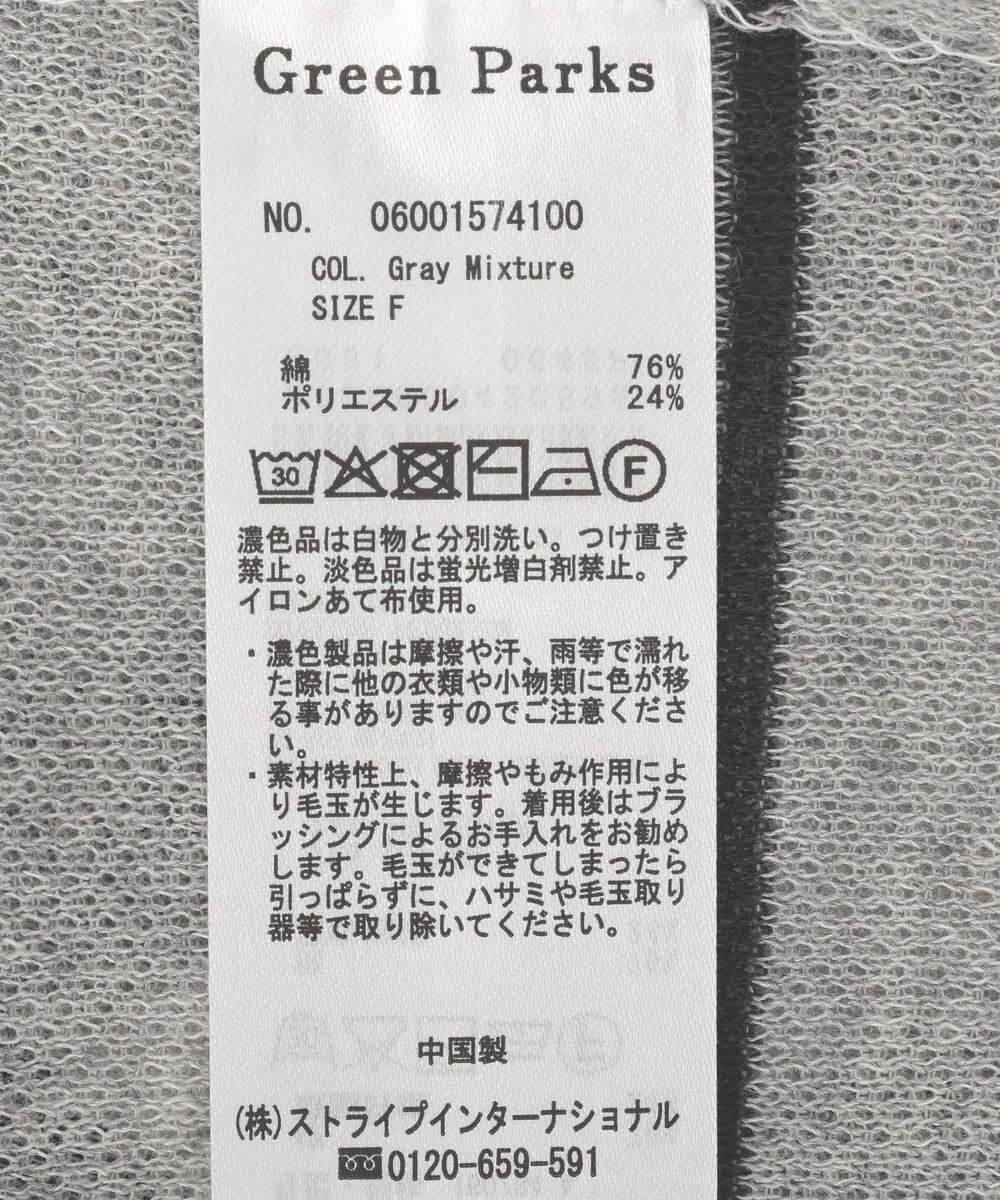 Green Parks
NO. 06001574100
COL. Gray Mixture
SIZE F
綿 76%
ポリエステル 24%
30 F
濃色品は白物と分別洗い。つけ置き
禁止。淡色品は蛍光増白剤禁止。ア
イロンあて布使用。
・濃色製品は摩擦や汗、雨等で濡れ
た際に他の衣類や小物類に色が移
る事がありますのでご注意くださ
い。
・素材特性上、摩擦やもみ作用によ
り毛玉が生じます。着用後はブラ
ッシングによるお手入れをお勧め
します。毛玉ができてしまったら
引っぱらずに、ハサミや毛玉取り
器等で取り除いてください。
中国製
(株)ストライプインターナショナル
0120-659-591